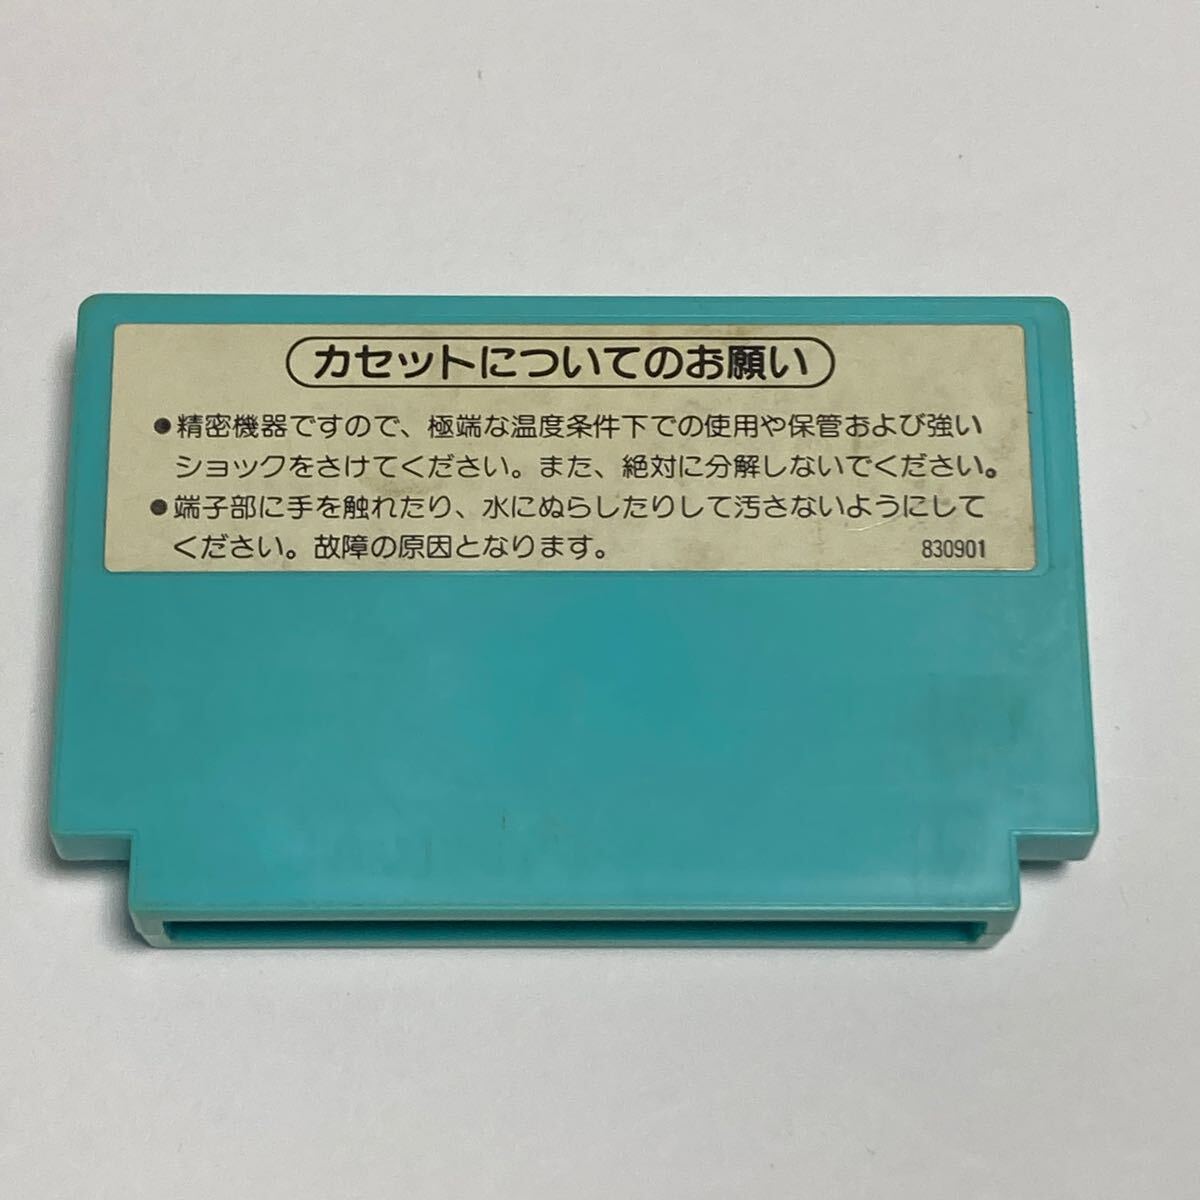 カセットについてのお願い
●精密機器ですので、極端な温度条件下での使用や保管および強い
ショックをさけてください。また、絶対に分解しないでください。
●端子部に手を触れたり、水にぬらしたりして汚さないようにして
ください。故障の原因となります。
830901